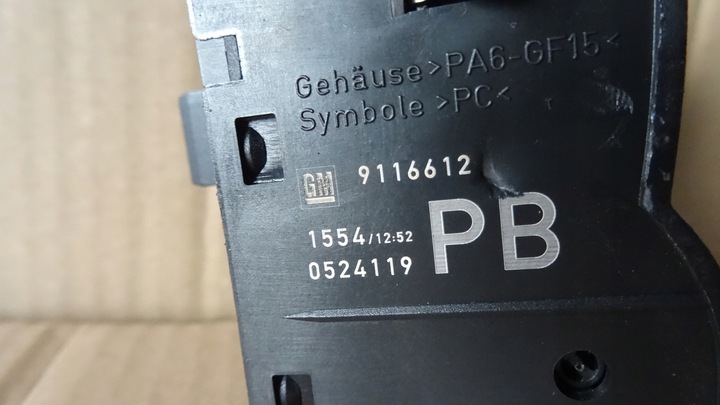 Gehäuse >PA6-GF15<
Symbole >PC<
GM 9116612
1554/12:52
0524119
PB